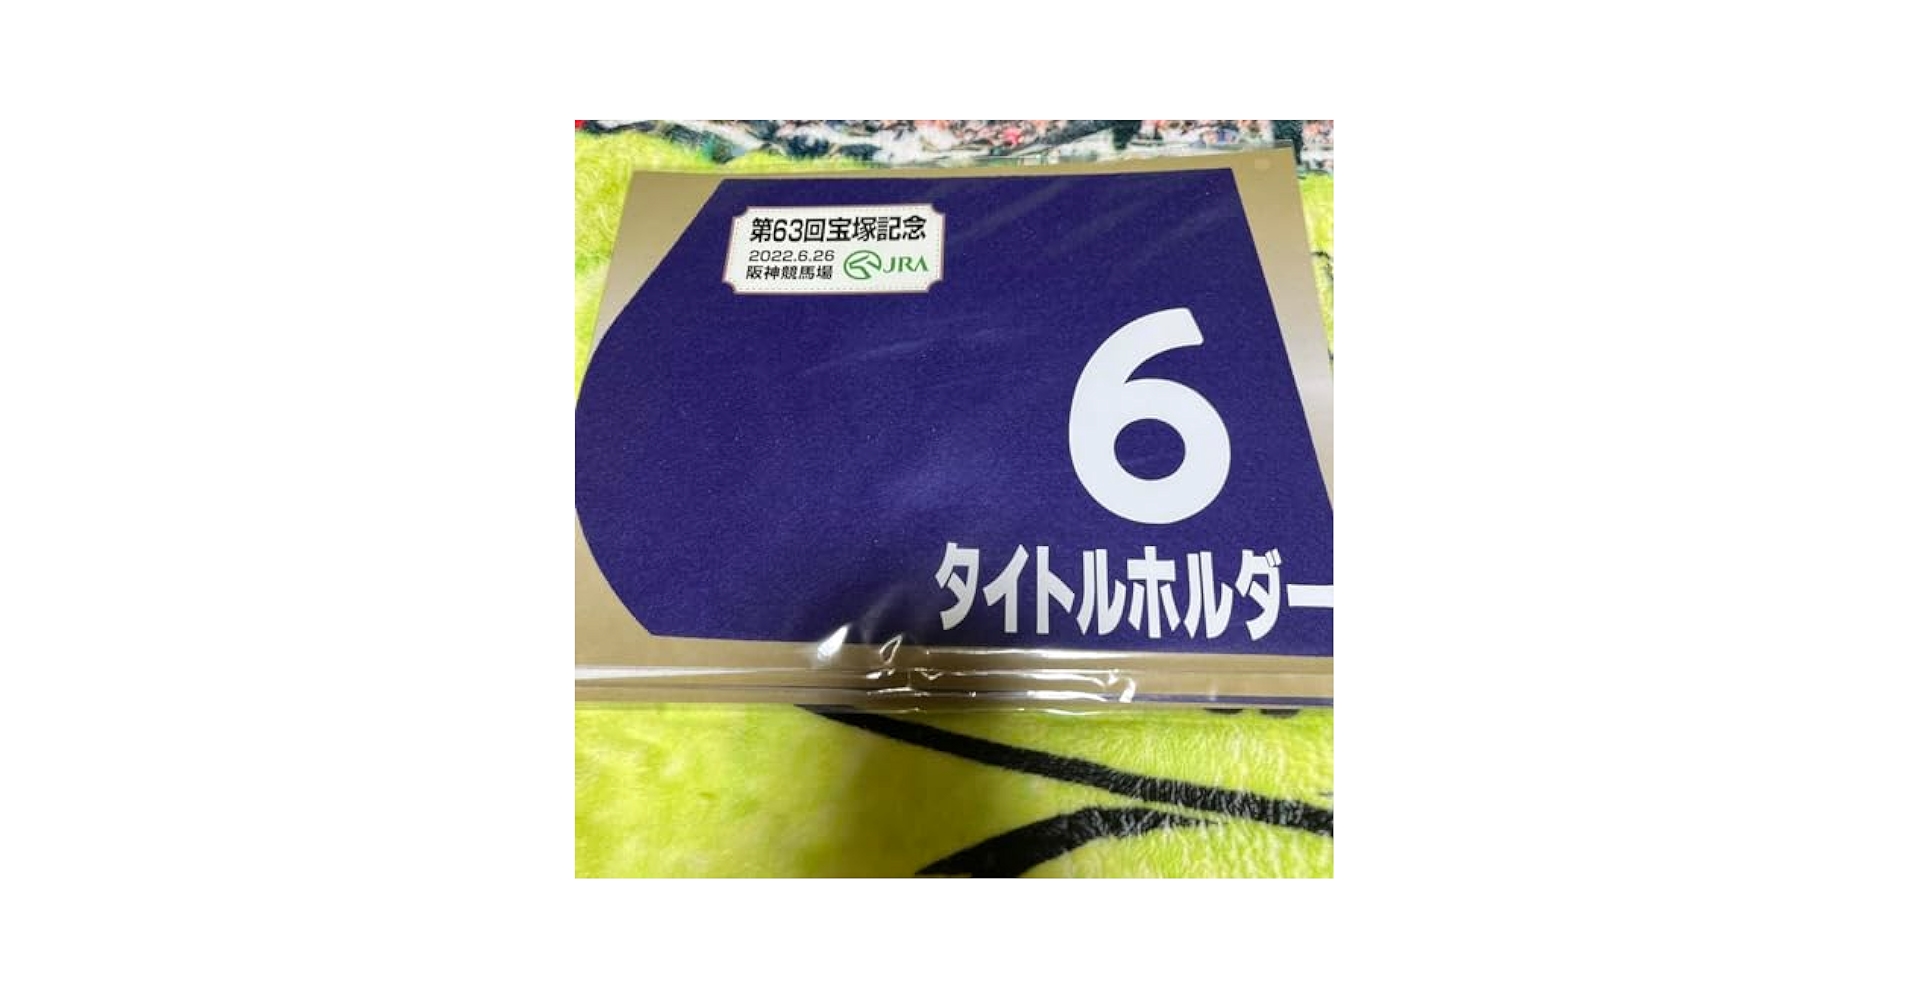 第63回宝塚記念
2022.6.26
阪神競馬場
JRA
6
タイトルホルダー